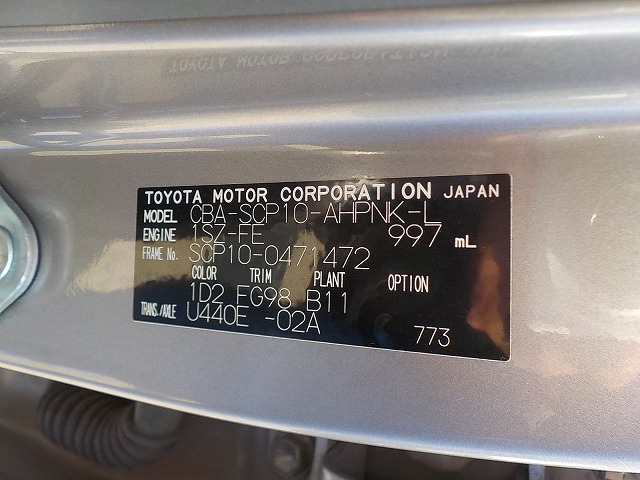 TOYOTA MOTOR CORPORATION JAPAN
MODEL CBA-SCP10-AHPNK-L
ENGINE 1SZ-FE 997 mL
FRAME No. SCP10-0471472
COLOR TRIM PLANT OPTION
1D2 FG98 B11
TRANS./AXLE U440E -02A 773